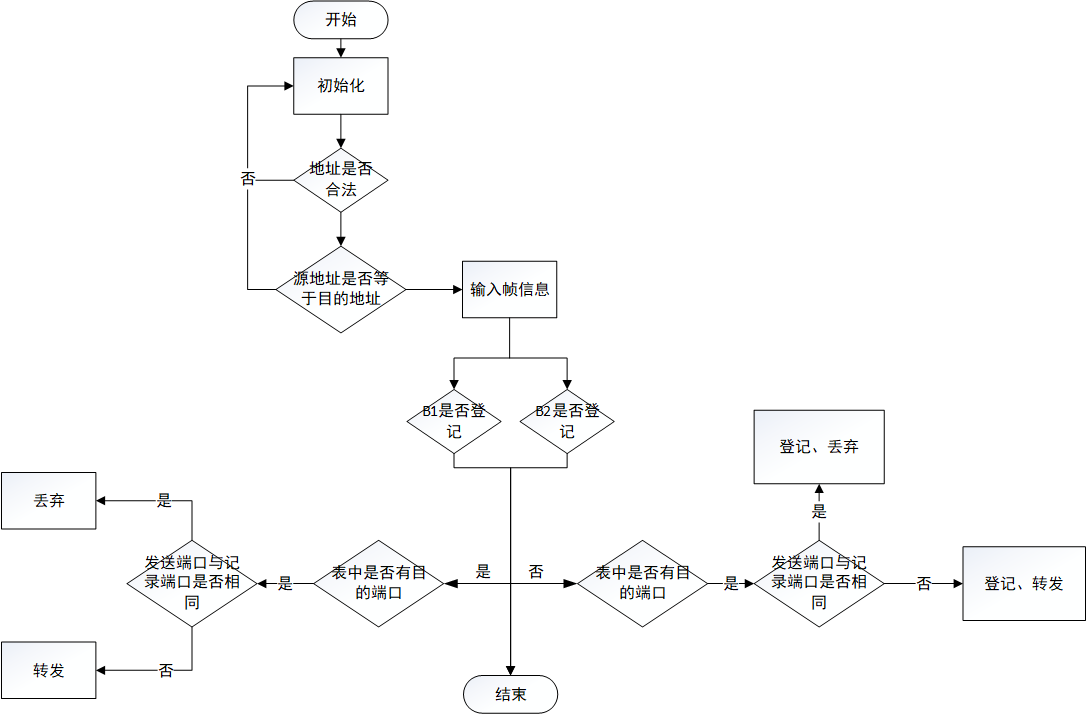 开始
初始化
地址是否
合法
否
源地址是否等
于目的地址
输入帧信息
B1是否登
记
B2是否登
记
登记、丢弃
丢弃
是
是
发送端口与记
录端口是否相
同
是
表中是否有目
的端口
是
否
表中是否有目
的端口
是
发送端口与记
录端口是否相
同
否
登记、转发
转发
否
结束